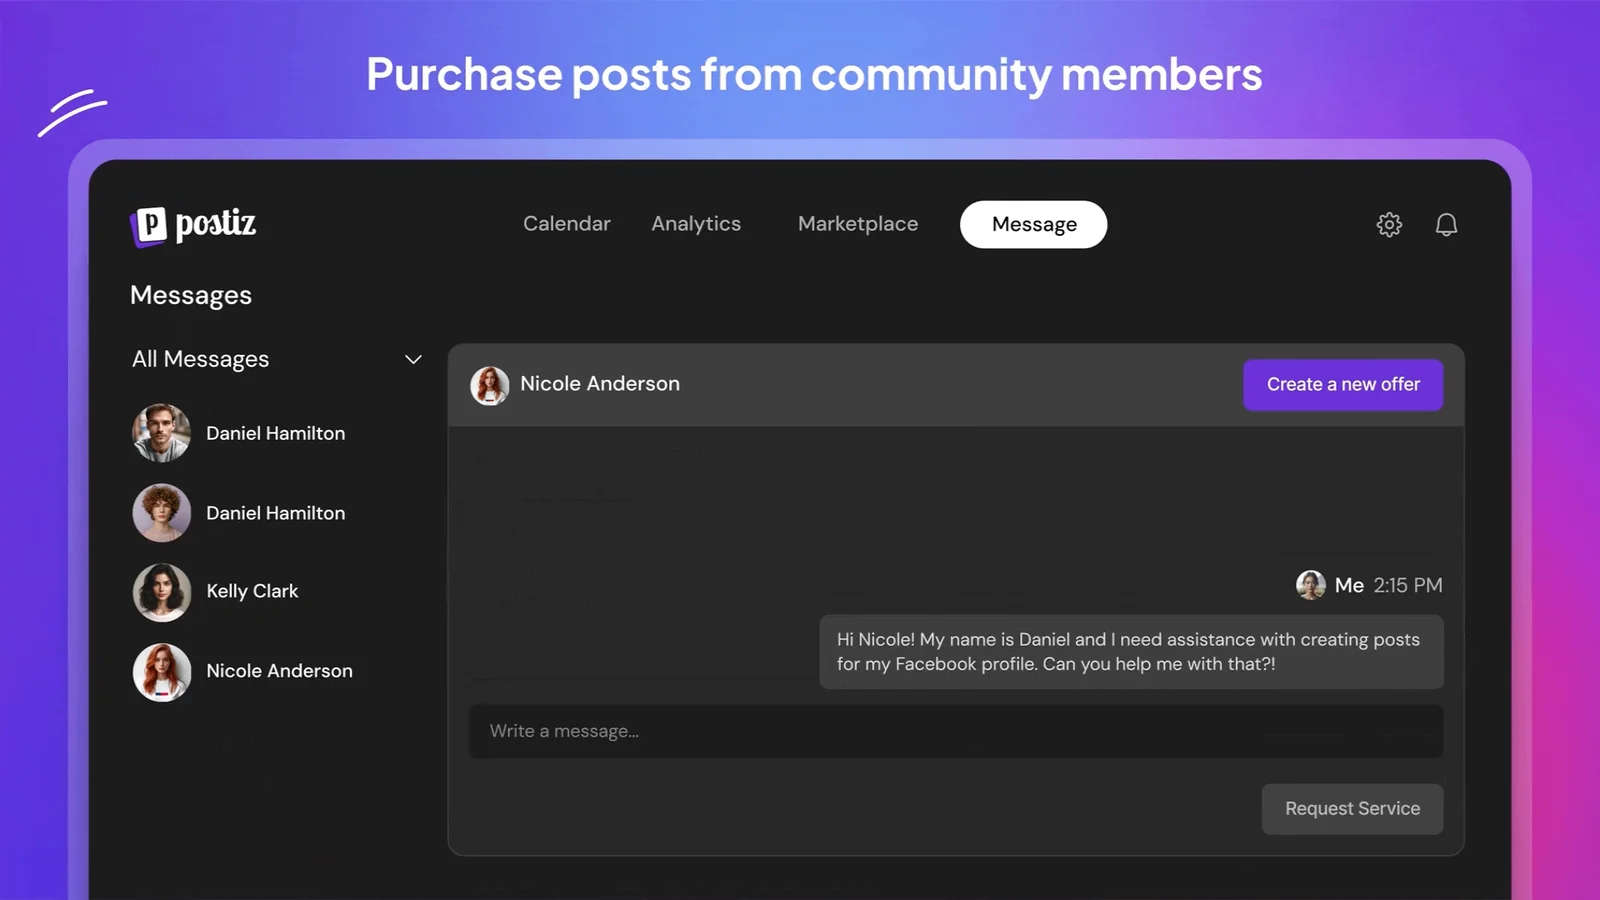 Purchase posts from community members
P postiz
Calendar
Analytics
Marketplace
Message
Messages
All Messages
Daniel Hamilton
Daniel Hamilton
Kelly Clark
Nicole Anderson
Nicole Anderson
Create a new offer
Me 2:15 PM
Hi Nicole! My name is Daniel and I need assistance with creating posts
for my Facebook profile. Can you help me with that?!
Write a message...
Request Service